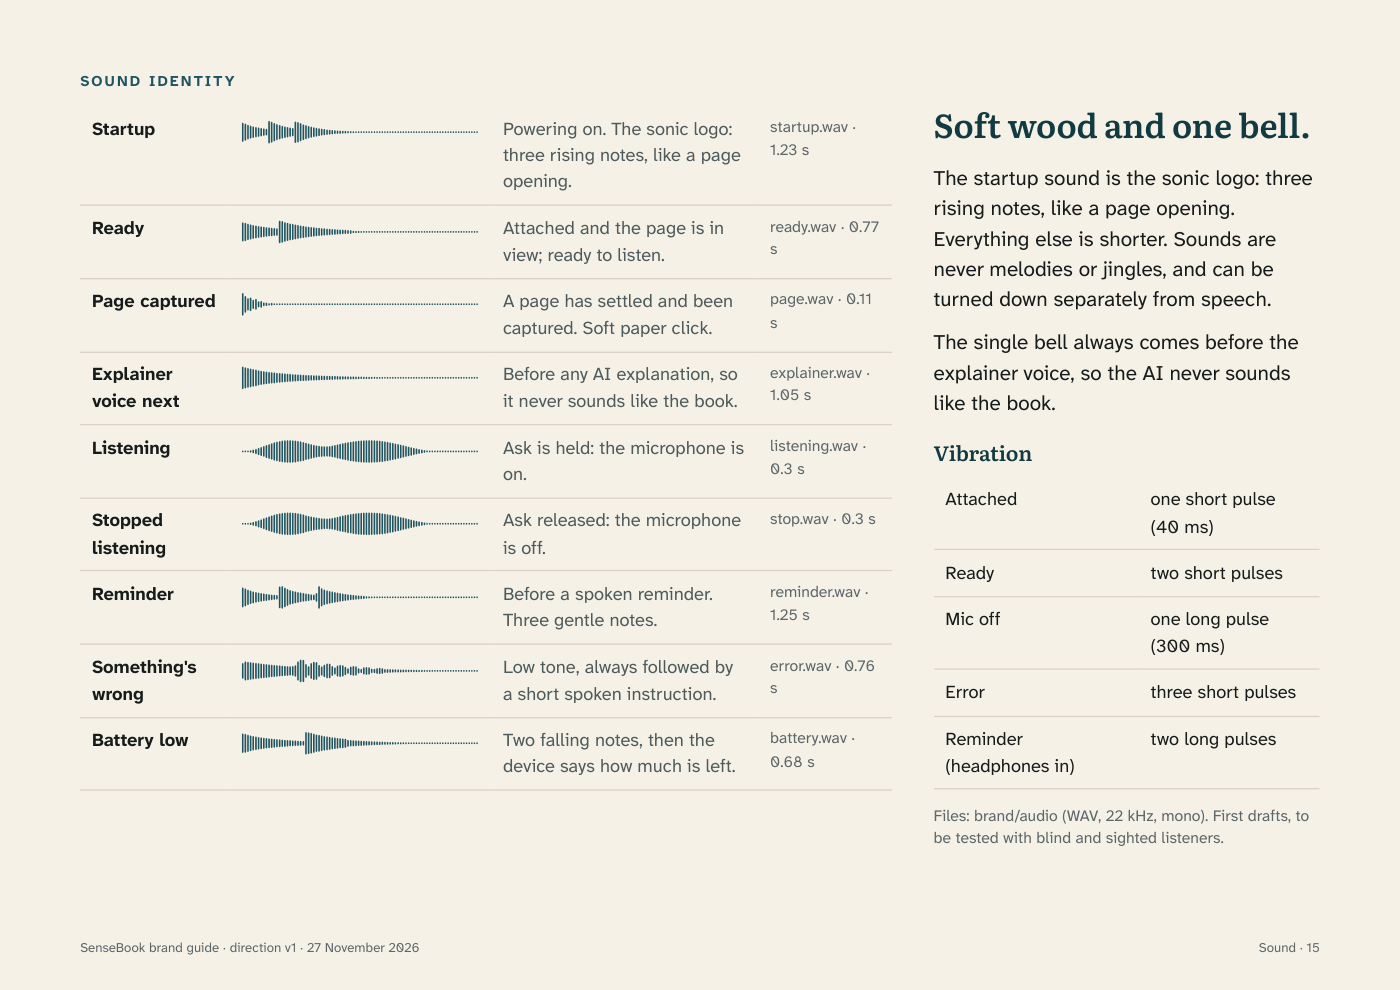 SOUND IDENTITY
Startup
Powering on. The sonic logo:
three rising notes, like a page
opening.
startup.wav ·
1.23 s
Ready
Attached and the page is in
view; ready to listen.
ready.wav · 0.77
s
Page captured
A page has settled and been
captured. Soft paper click.
page.wav · 0.11
s
Explainer
voice next
Before any AI explanation, so
it never sounds like the book.
explainer.wav ·
1.05 s
Listening
Ask is held: the microphone is
on.
listening.wav ·
0.3 s
Stopped
listening
Ask released: the microphone
is off.
stop.wav · 0.3 s
Reminder
Before a spoken reminder.
Three gentle notes.
reminder.wav ·
1.25 s
Something's
wrong
Low tone, always followed by
a short spoken instruction.
error.wav · 0.76
s
Battery low
Two falling notes, then the
device says how much is left.
battery.wav ·
0.68 s
Soft wood and one bell.
The startup sound is the sonic logo: three
rising notes, like a page opening.
Everything else is shorter. Sounds are
never melodies or jingles, and can be
turned down separately from speech.
The single bell always comes before the
explainer voice, so the AI never sounds
like the book.
Vibration
Attached
one short pulse
(40 ms)
Ready
two short pulses
Mic off
one long pulse
(300 ms)
Error
three short pulses
Reminder
(headphones in)
two long pulses
Files: brand/audio (WAV, 22 kHz, mono). First drafts, to
be tested with blind and sighted listeners.
SenseBook brand guide · direction v1 · 27 November 2026
Sound · 15